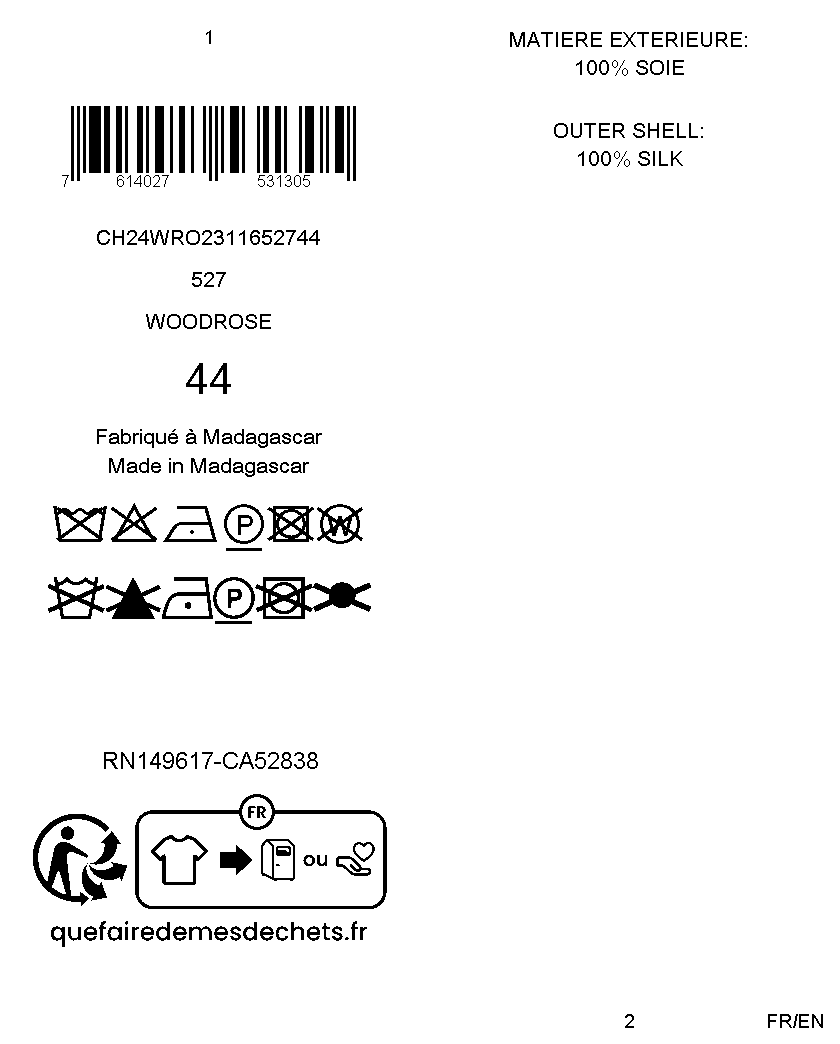 1
7 614027 531305
CH24WRO2311652744
527
WOODROSE
44
Fabriqué à Madagascar
Made in Madagascar
P W
P
RN149617-CA52838
FR
ou
quefairedemesdechets.fr
MATIERE EXTERIEURE:
100% SOIE
OUTER SHELL:
100% SILK
2
FR/EN